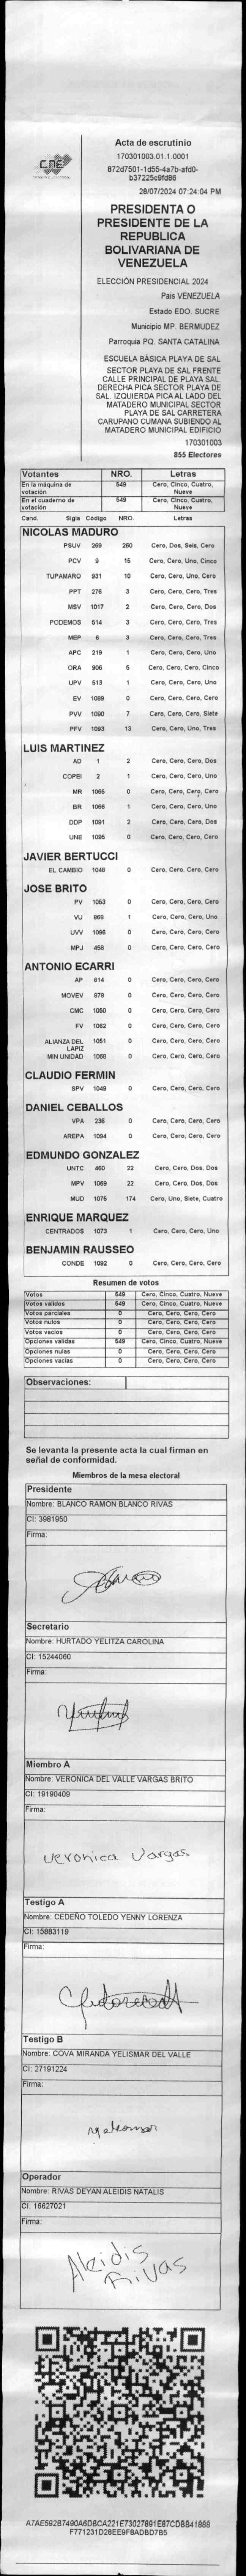 CNE
Acta de escrutinio
170301003.01.1.0001
872d7501-1d55-4a7b-afd0-
b37225c9fd86
28/07/2024 07:24:04 PM
PRESIDENTA O
PRESIDENTE DE LA
REPUBLICA
BOLIVARIANA DE
VENEZUELA
ELECCIÓN PRESIDENCIAL 2024
Pais VENEZUELA
Estado EDO. SUCRE
Municipio MP. BERMUDEZ
Parroquia PQ. SANTA CATALINA
ESCUELA BÁSICA PLAYA DE SAL
SECTOR PLAYA DE SAL FRENTE
CALLE PRINCIPAL DE PLAYA SAL.
DERECHA PICA SECTOR PLAYA DE
SAL. IZQUIERDA PICA AL LADO DEL
MATADERO MUNICIPAL SECTOR
PLAYA DE SAL CARRETERA
CARUPANO CUMANA SUBIENDO AL
MATADERO MUNICIPAL EDIFICIO
170301003
855 Electores
Votantes NRO. Letras
En la máquina de votación 549 Cero, Cinco, Cuatro, Nueve
En el cuaderno de votación 549 Cero, Cinco, Cuatro, Nueve
Cand. Sigla Código NRO. Letras
NICOLAS MADURO
PSUV 269 260 Cero, Dos, Seis, Cero
PCV 9 15 Cero, Cero, Uno, Cinco
TUPAMARO 931 10 Cero, Cero, Uno, Cero
PPT 276 3 Cero, Cero, Cero, Tres
MSV 1017 2 Cero, Cero, Cero, Dos
PODEMOS 514 3 Cero, Cero, Cero, Tres
MEP 6 3 Cero, Cero, Cero, Tres
APC 219 1 Cero, Cero, Cero, Uno
ORA 906 5 Cero, Cero, Cero, Cinco
UPV 513 1 Cero, Cero, Cero, Uno
EV 1089 0 Cero, Cero, Cero, Cero
PVV 1090 7 Cero, Cero, Cero, Siete
PFV 1093 13 Cero, Cero, Uno, Tres
LUIS MARTINEZ
AD 1 2 Cero, Cero, Cero, Dos
COPEI 2 1 Cero, Cero, Cero, Uno
MR 1065 0 Cero, Cero, Cero, Cero
BR 1066 1 Cero, Cero, Cero, Uno
DDP 1091 2 Cero, Cero, Cero, Dos
UNE 1095 0 Cero, Cero, Cero, Cero
JAVIER BERTUCCI
EL CAMBIO 1048 0 Cero, Cero, Cero, Cero
JOSE BRITO
PV 1053 0 Cero, Cero, Cero, Cero
VU 968 1 Cero, Cero, Cero, Uno
UVV 1096 0 Cero, Cero, Cero, Cero
MPJ 458 0 Cero, Cero, Cero, Cero
ANTONIO ECARRI
AP 814 0 Cero, Cero, Cero, Cero
MOVEV 878 0 Cero, Cero, Cero, Cero
CMC 1050 0 Cero, Cero, Cero, Cero
FV 1062 0 Cero, Cero, Cero, Cero
ALIANZA DEL LAPIZ 1051 0 Cero, Cero, Cero, Cero
MIN UNIDAD 1068 0 Cero, Cero, Cero, Cero
CLAUDIO FERMIN
SPV 1049 0 Cero, Cero, Cero, Cero
DANIEL CEBALLOS
VPA 236 0 Cero, Cero, Cero, Cero
AREPA 1094 0 Cero, Cero, Cero, Cero
EDMUNDO GONZALEZ
UNTC 460 22 Cero, Cero, Dos, Dos
MPV 1069 22 Cero, Cero, Dos, Dos
MUD 1075 174 Cero, Uno, Siete, Cuatro
ENRIQUE MARQUEZ
CENTRADOS 1073 1 Cero, Cero, Cero, Uno
BENJAMIN RAUSSEO
CONDE 1092 0 Cero, Cero, Cero, Cero
Resumen de votos
Votos 549 Cero, Cinco, Cuatro, Nueve
Votos validos 549 Cero, Cinco, Cuatro, Nueve
Votos parciales 0 Cero, Cero, Cero, Cero
Votos nulos 0 Cero, Cero, Cero, Cero
Votos vacios 0 Cero, Cero, Cero, Cero
Opciones validas 549 Cero, Cinco, Cuatro, Nueve
Opciones nulas 0 Cero, Cero, Cero, Cero
Opciones vacias 0 Cero, Cero, Cero, Cero
Observaciones:
Se levanta la presente acta la cual firman en
señal de conformidad.
Miembros de la mesa electoral
Presidente
Nombre: BLANCO RAMON BLANCO RIVAS
CI: 3981950
Firma:
Secretario
Nombre: HURTADO YELITZA CAROLINA
CI: 15244060
Firma:
Miembro A
Nombre: VERONICA DEL VALLE VARGAS BRITO
CI: 19190409
Firma:
veronica Vargas
Testigo A
Nombre: CEDEÑO TOLEDO YENNY LORENZA
CI: 15883119
Firma:
Testigo B
Nombre: COVA MIRANDA YELISMAR DEL VALLE
CI: 27191224
Firma:
Operador
Nombre: RIVAS DEYAN ALEIDIS NATALIS
CI: 16627021
Firma:
Aleidis
Rivas
A7AE592B7490A6DBCA221E73027891E87CDBB41888
F771231D28EE9F8ADBD7B5